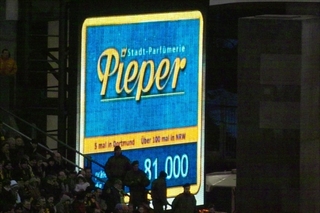 Stadt-Parfümerie
Pieper
5 mal in Dortmund Über 100 mal in NRW
81.000